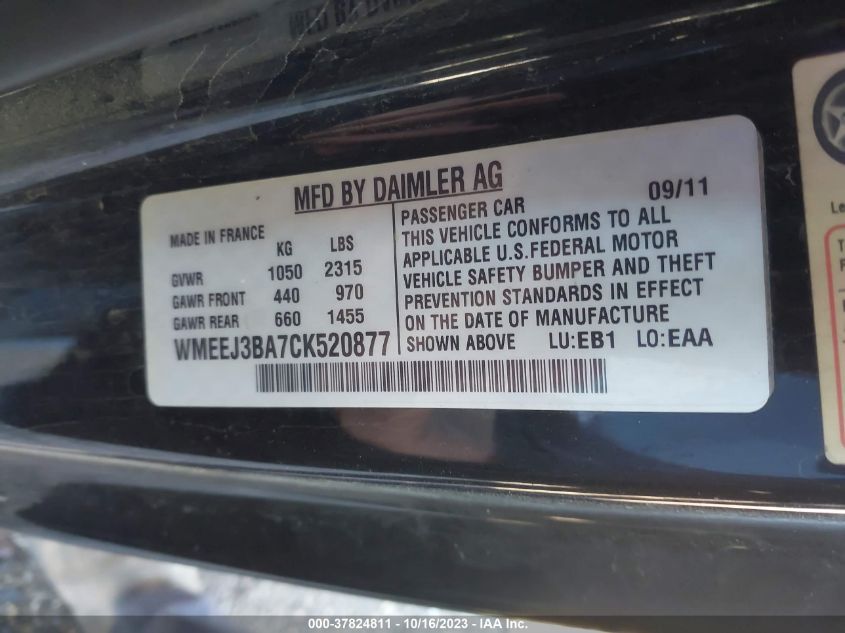 MFD BY DAIMLER AG
09/11
MADE IN FRANCE
KG LBS
GVWR 1050 2315
GAWR FRONT 440 970
GAWR REAR 660 1455
WMEEJ3BA7CK520877
PASSENGER CAR
THIS VEHICLE CONFORMS TO ALL
APPLICABLE U.S.FEDERAL MOTOR
VEHICLE SAFETY BUMPER AND THEFT
PREVENTION STANDARDS IN EFFECT
ON THE DATE OF MANUFACTURE
SHOWN ABOVE LU:EB1 LO:EAA
000-37824811 - 10/16/2023 - IAA Inc.